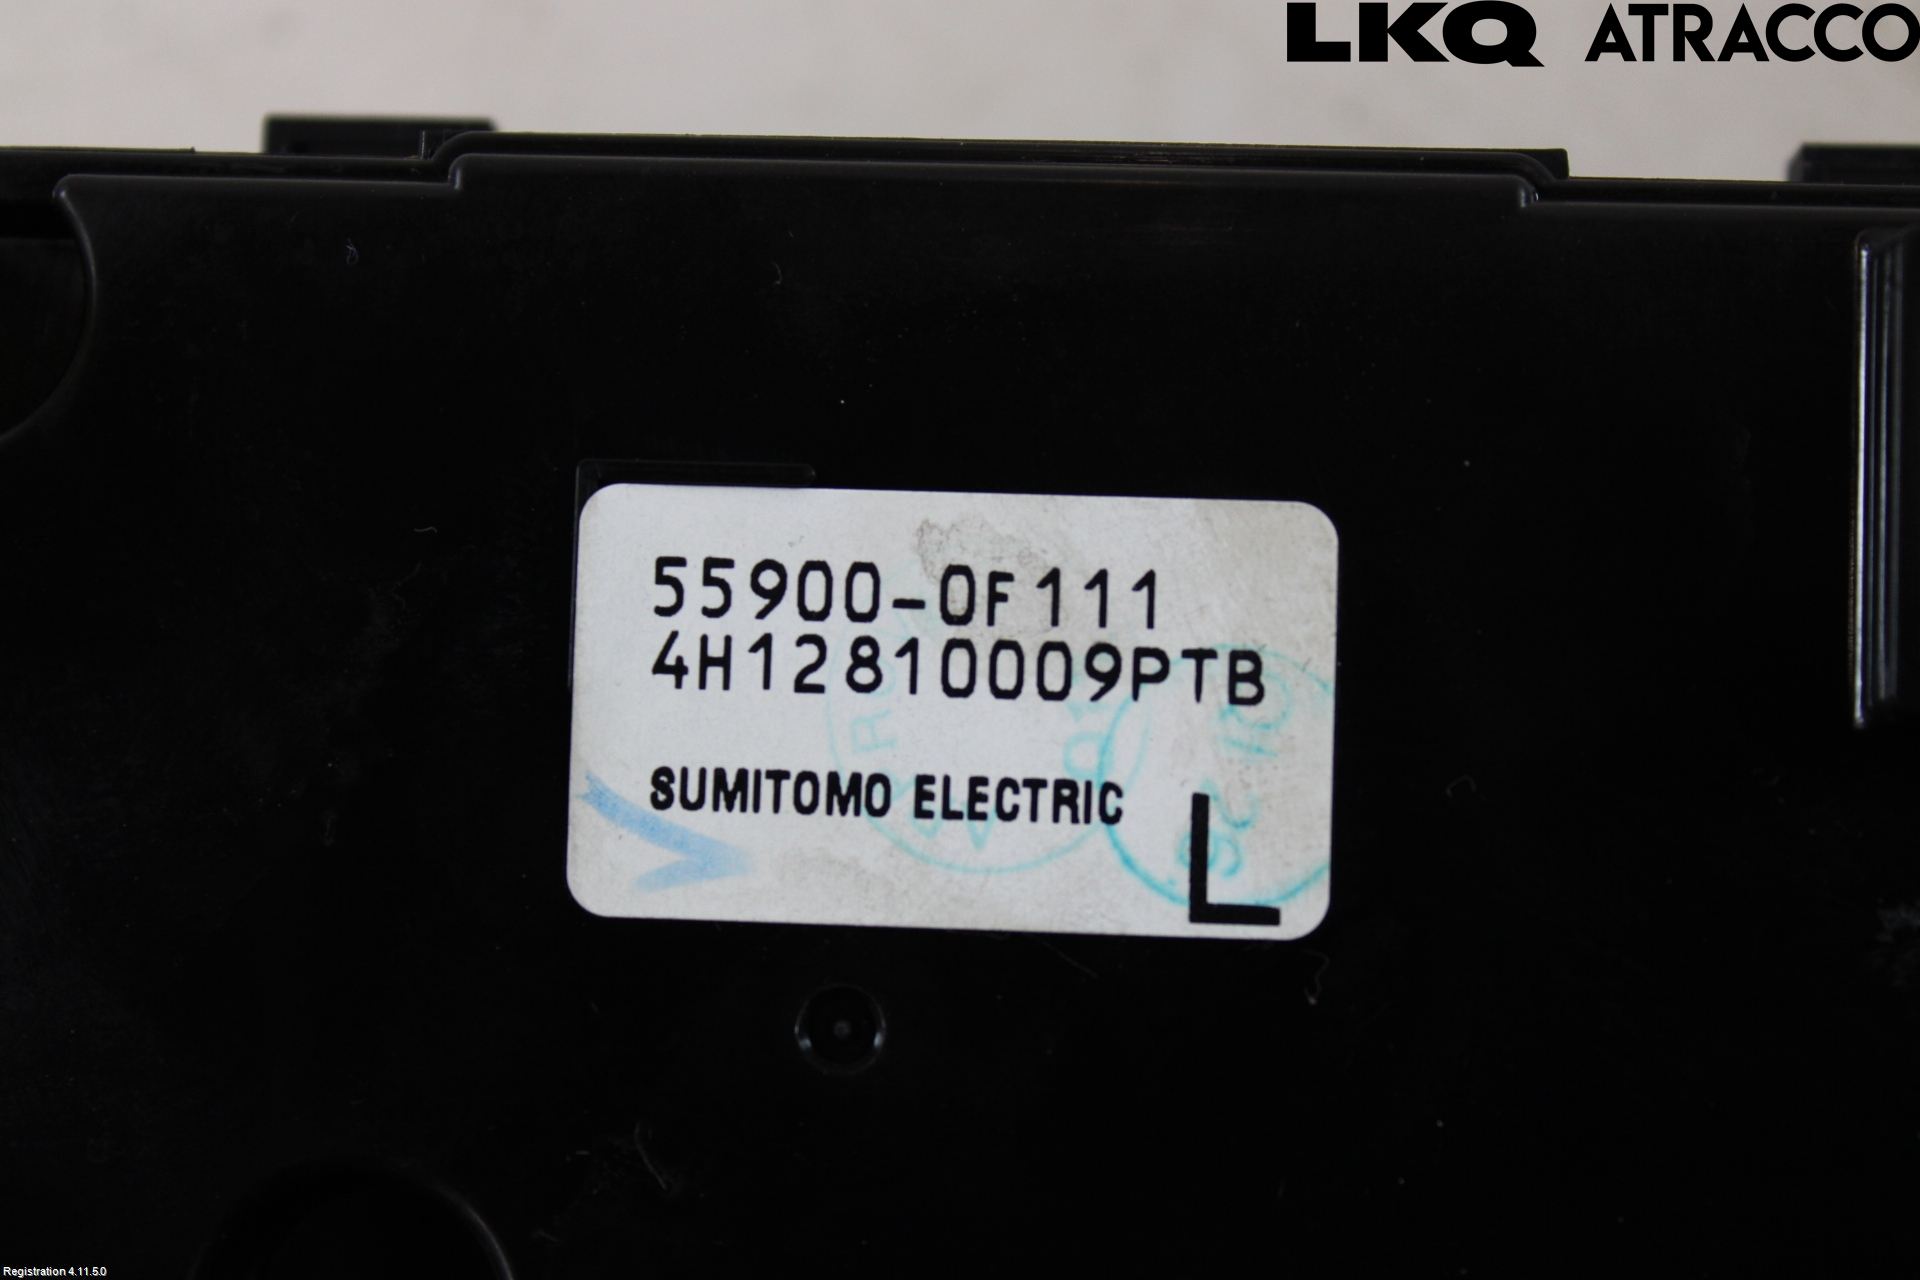 LKQ ATRACCO
55900-0F111
4H12810009PTB
SUMITOMO ELECTRIC
L
Registration 4.11.5.0